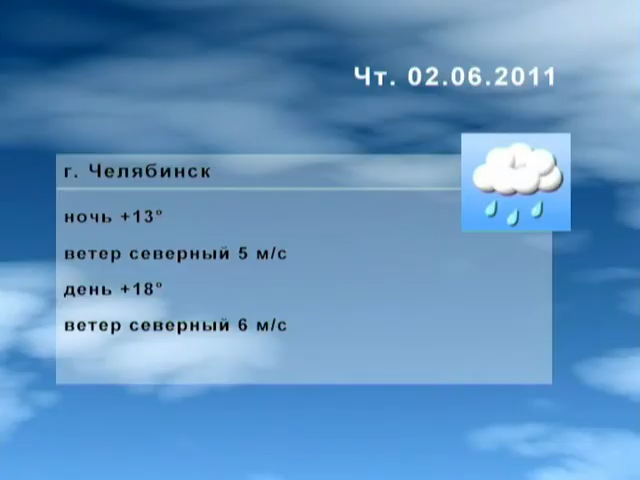 Чт. 02.06.2011
г. Челябинск
ночь +13°
ветер северный 5 м/с
день +18°
ветер северный 6 м/с